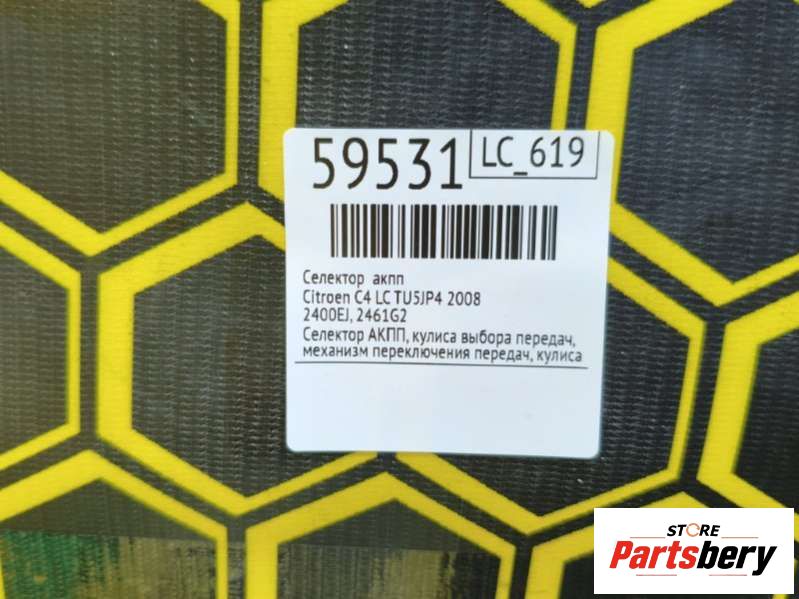 59531
LC_619
Селектор акпп
Citroen C4 LC TU5JP4 2008
2400EJ, 2461G2
Селектор АКПП, кулиса выбора передач,
механизм переключения передач, кулиса
STORE
Partsbery